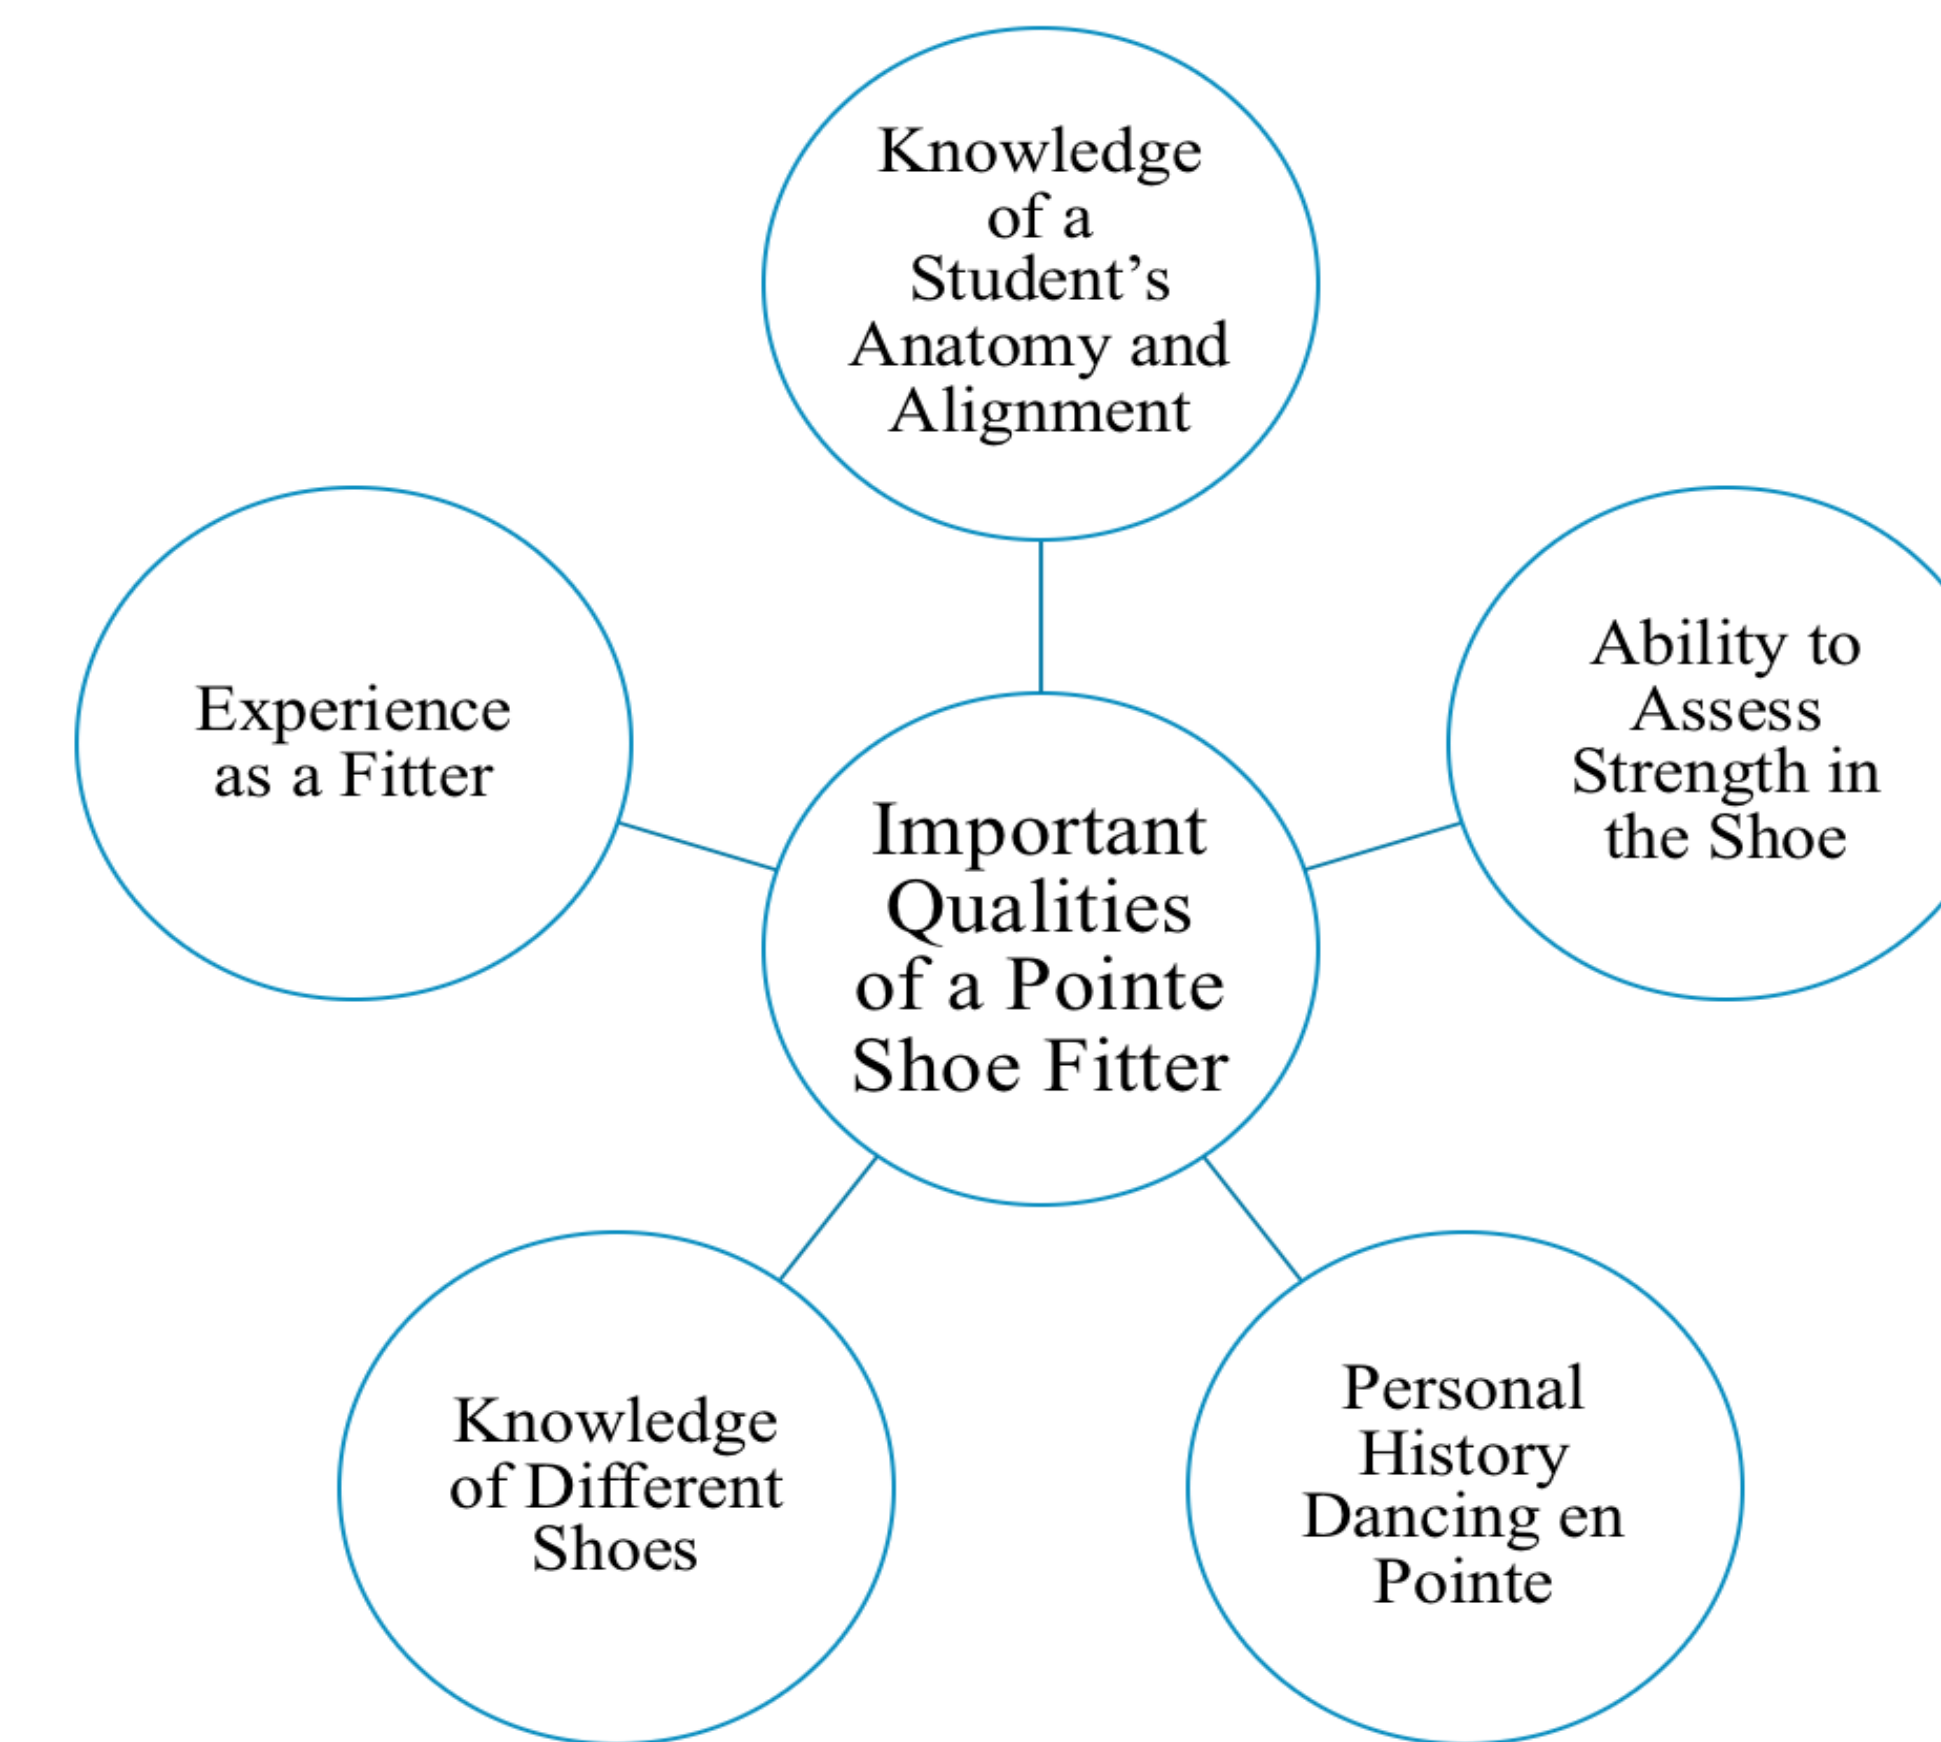 Knowledge
of a
Student’s
Anatomy and
Alignment
Experience
as a Fitter
Ability to
Assess
Strength in
the Shoe
Important
Qualities
of a Pointe
Shoe Fitter
Knowledge
of Different
Shoes
Personal
History
Dancing en
Pointe